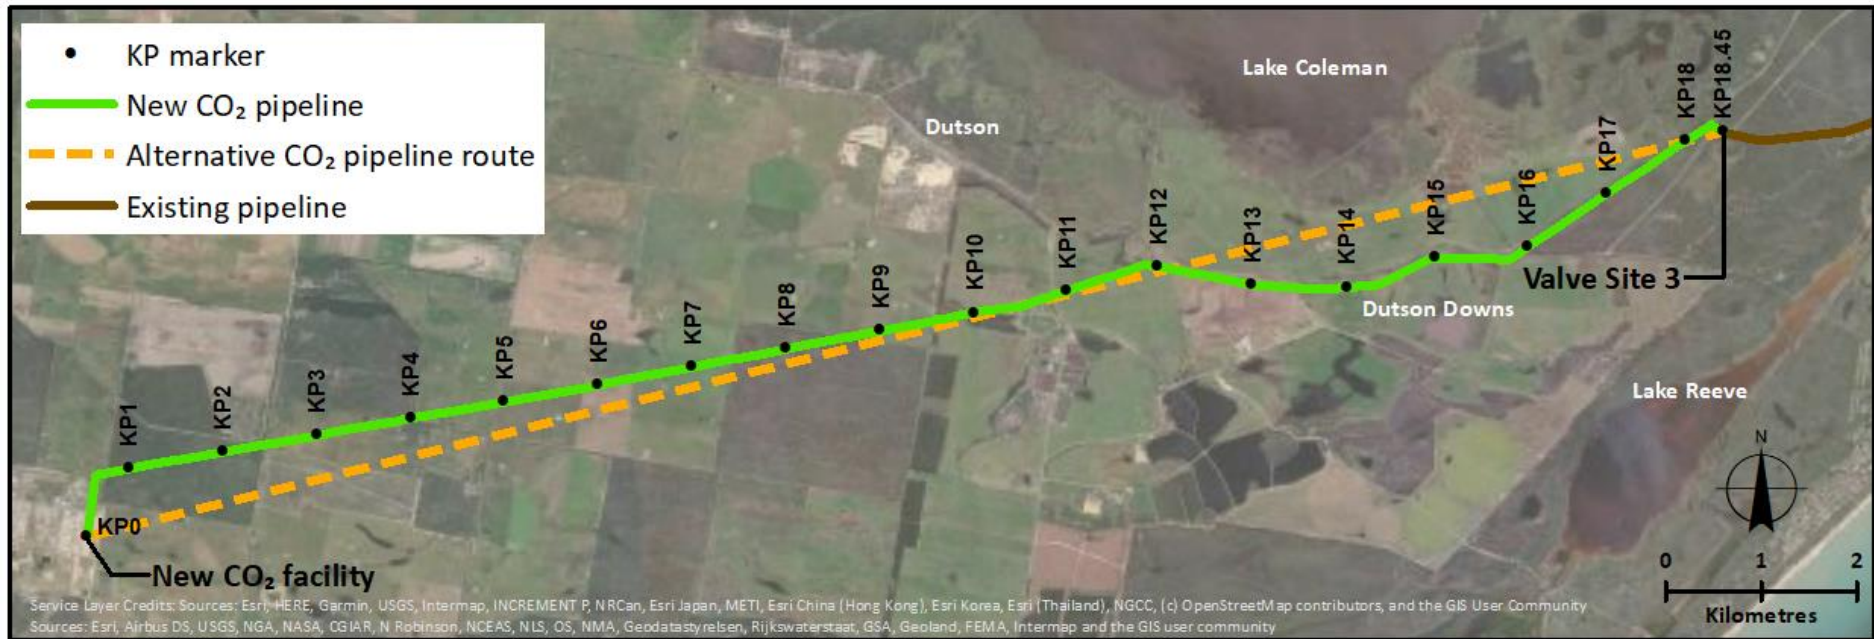 KP marker
New CO₂ pipeline
Alternative CO₂ pipeline route
Existing pipeline
Lake Coleman
Dutson
KP18
KP18.45
KP17
KP16
KP15
KP14
KP13
KP12
KP11
KP10
KP9
KP8
KP7
KP6
KP5
KP4
KP3
KP2
KP1
KP0
Valve Site 3
Dutson Downs
Lake Reeve
N
New CO₂ facility
0 1 2
Kilometres
Service Layer Credits: Sources: Esri, HERE, Garmin, USGS, Intermap, INCREMENT P, NRCan, Esri Japan, METI, Esri China (Hong Kong), Esri Korea, Esri (Thailand), NGCC, (c) OpenStreetMap contributors, and the GIS User Community
Sources: Esri, Airbus DS, USGS, NGA, NASA, CGIAR, N Robinson, NCEAS, NLS, OS, NMA, Geodatastyrelsen, Rijkswaterstaat, GSA, Geoland, FEMA, Intermap and the GIS user community